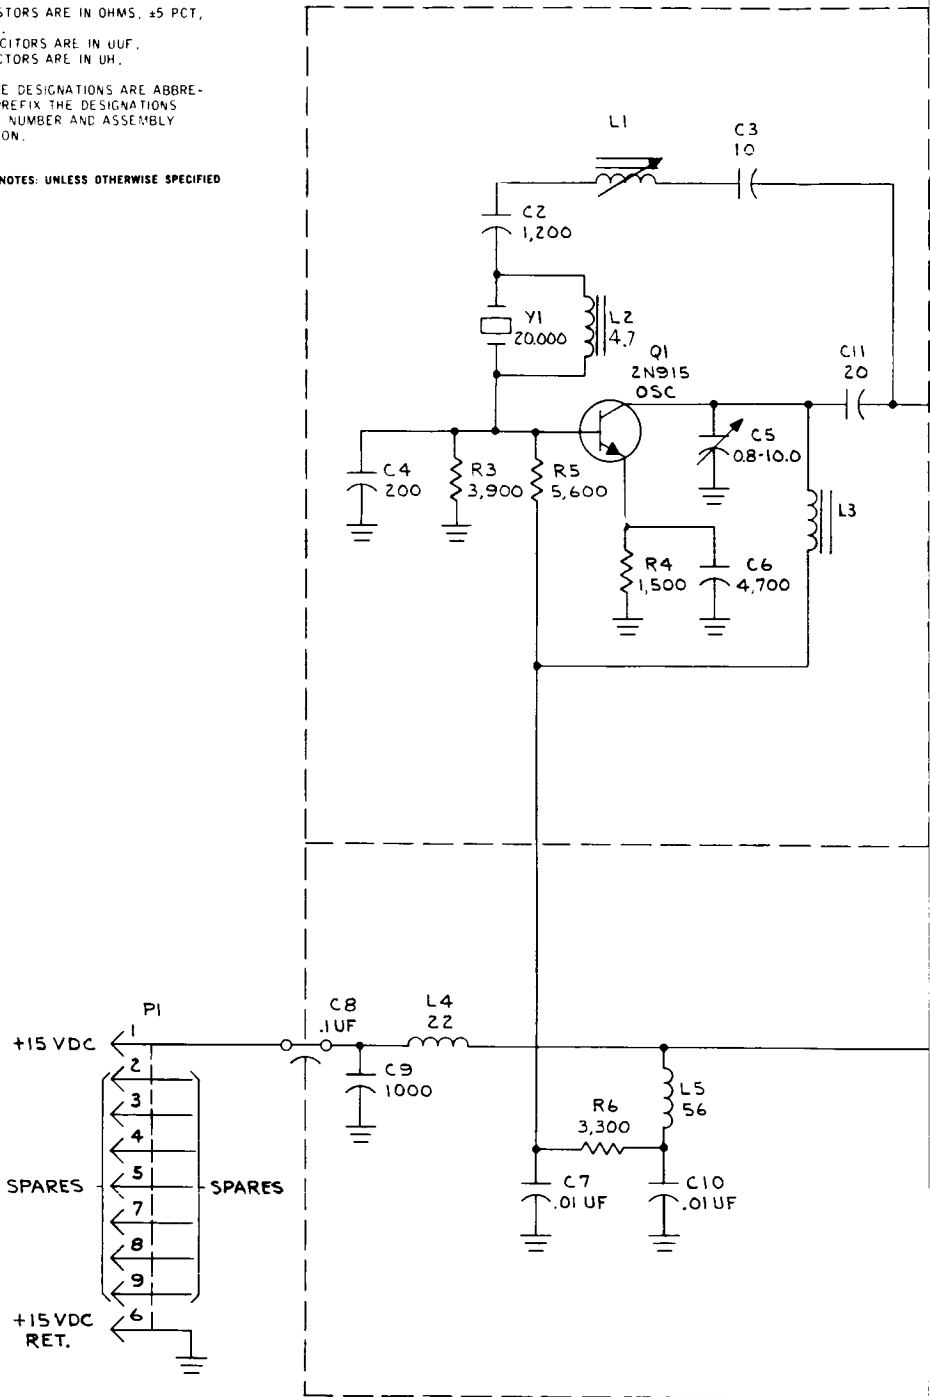 STORS ARE IN OHMS, ±5 PCT,
CITORS ARE IN UUF.
CTORS ARE IN UH.
E DESIGNATIONS ARE ABBRE-
REFIX THE DESIGNATIONS
NUMBER AND ASSEMBLY
ON.
NOTES: UNLESS OTHERWISE SPECIFIED
L1
C3
10
C2
1,200
Y1
20.000
L2
4.7
Q1
2N915
OSC
C11
20
C5
0.8-10.0
C4
200
R3
3,900
R5
5,600
L3
R4
1,500
C6
4,700
P1
C8
.1UF
L4
22
+15 VDC
1
2
3
4
5
7
8
9
6
SPARES
SPARES
+15 VDC
RET.
C9
1000
L5
56
R6
3,300
C7
.01 UF
C10
.01 UF